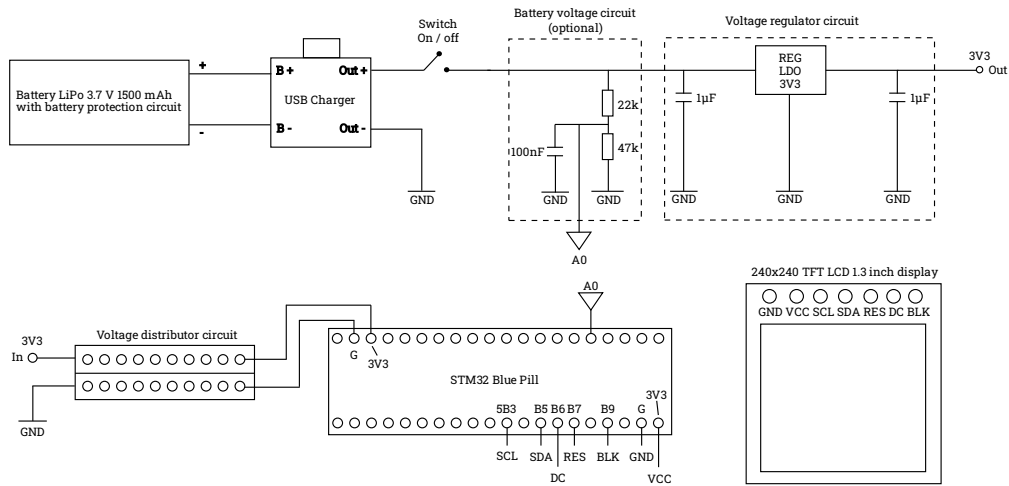 Switch
On / off
Battery voltage circuit
(optional)
Voltage regulator circuit
Battery LiPo 3.7 V 1500 mAh
with battery protection circuit
+
-
B +
Out +
USB Charger
B -
Out -
GND
22k
100nF
47k
GND
GND
A0
1µF
REG
LDO
3V3
1µF
GND
GND
GND
3V3
Out
Voltage distributor circuit
3V3
In
GND
A0
G
3V3
STM32 Blue Pill
5B3
B5
B6
B7
B9
G
3V3
SCL
SDA
DC
RES
BLK
GND
VCC
240x240 TFT LCD 1.3 inch display
GND VCC SCL SDA RES DC BLK